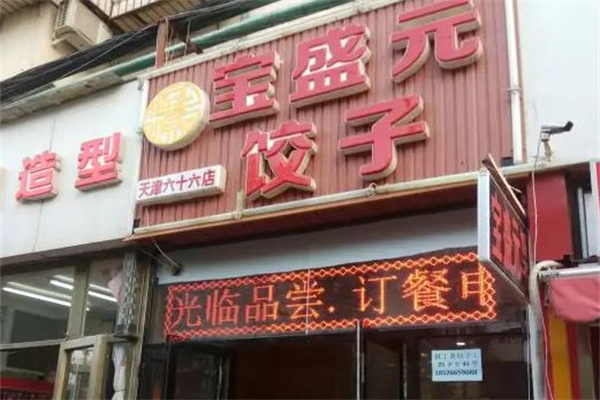 宝盛元
饺子
天津六十六店
造型
光临品尝.订餐电